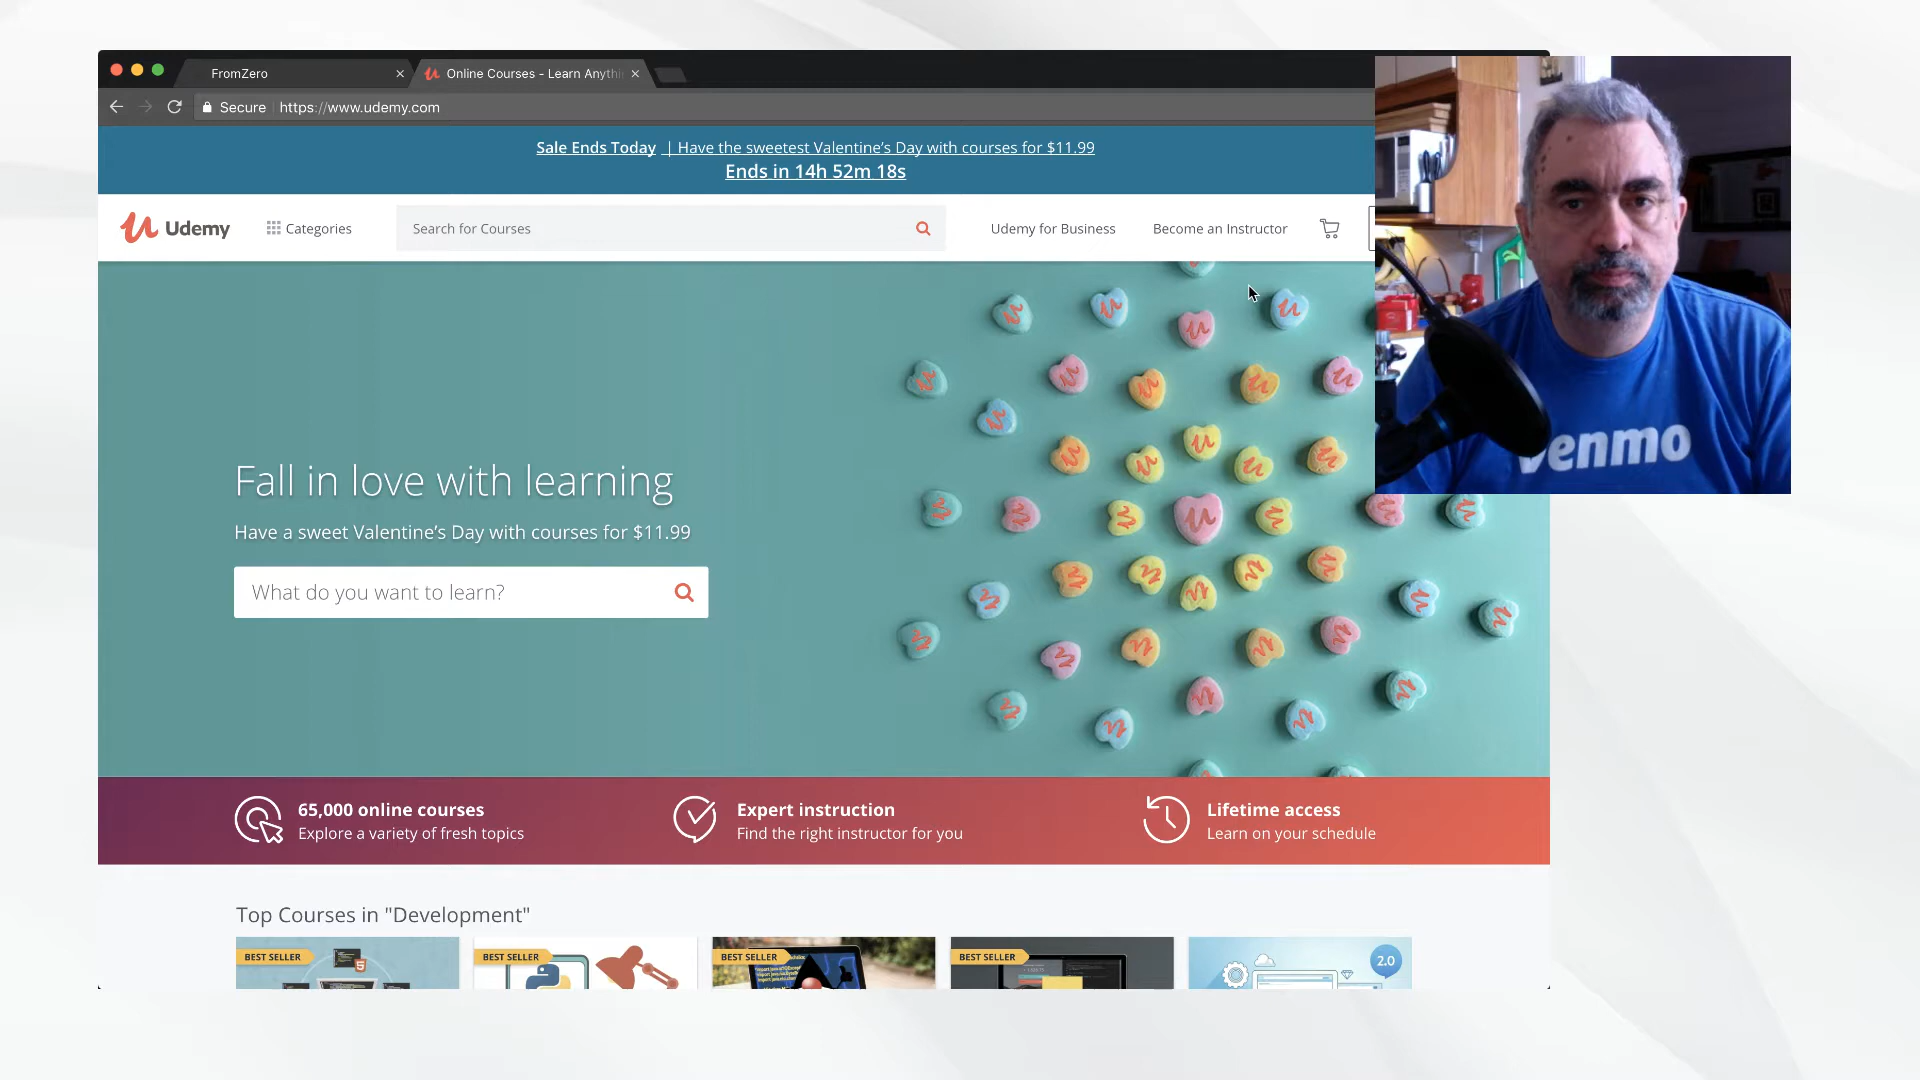 FromZero
Online Courses - Learn Anythi
Secure https://www.udemy.com
Sale Ends Today | Have the sweetest Valentine's Day with courses for $11.99
Ends in 14h 52m 18s
Udemy
Categories
Search for Courses
Udemy for Business
Become an Instructor
venmo
Fall in love with learning
Have a sweet Valentine's Day with courses for $11.99
What do you want to learn?
65,000 online courses
Explore a variety of fresh topics
Expert instruction
Find the right instructor for you
Lifetime access
Learn on your schedule
Top Courses in "Development"
BEST SELLER
BEST SELLER
BEST SELLER
BEST SELLER
2.0